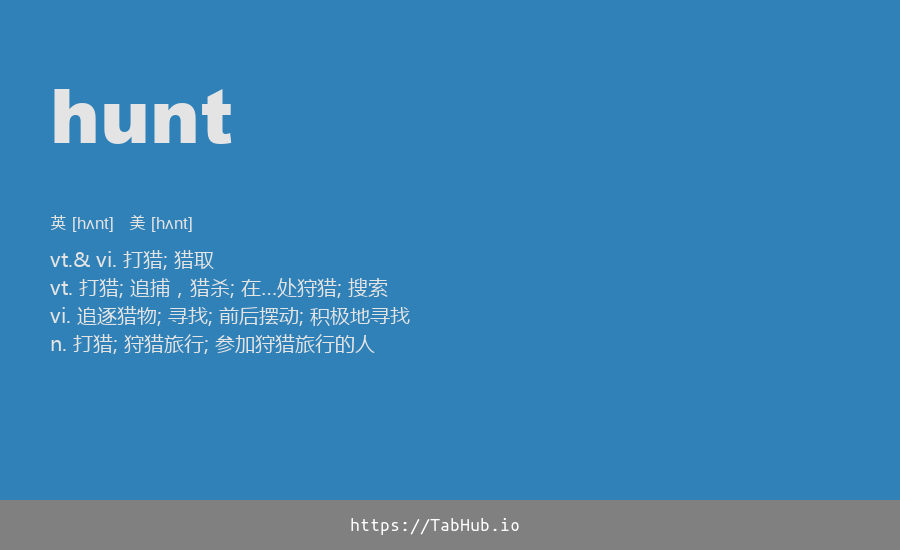 hunt
英 [hʌnt] 美 [hʌnt]
vt.& vi. 打猎; 猎取
vt. 打猎; 追捕，猎杀; 在…处狩猎; 搜索
vi. 追逐猎物; 寻找; 前后摆动; 积极地寻找
n. 打猎; 狩猎旅行; 参加狩猎旅行的人
https://TabHub.io